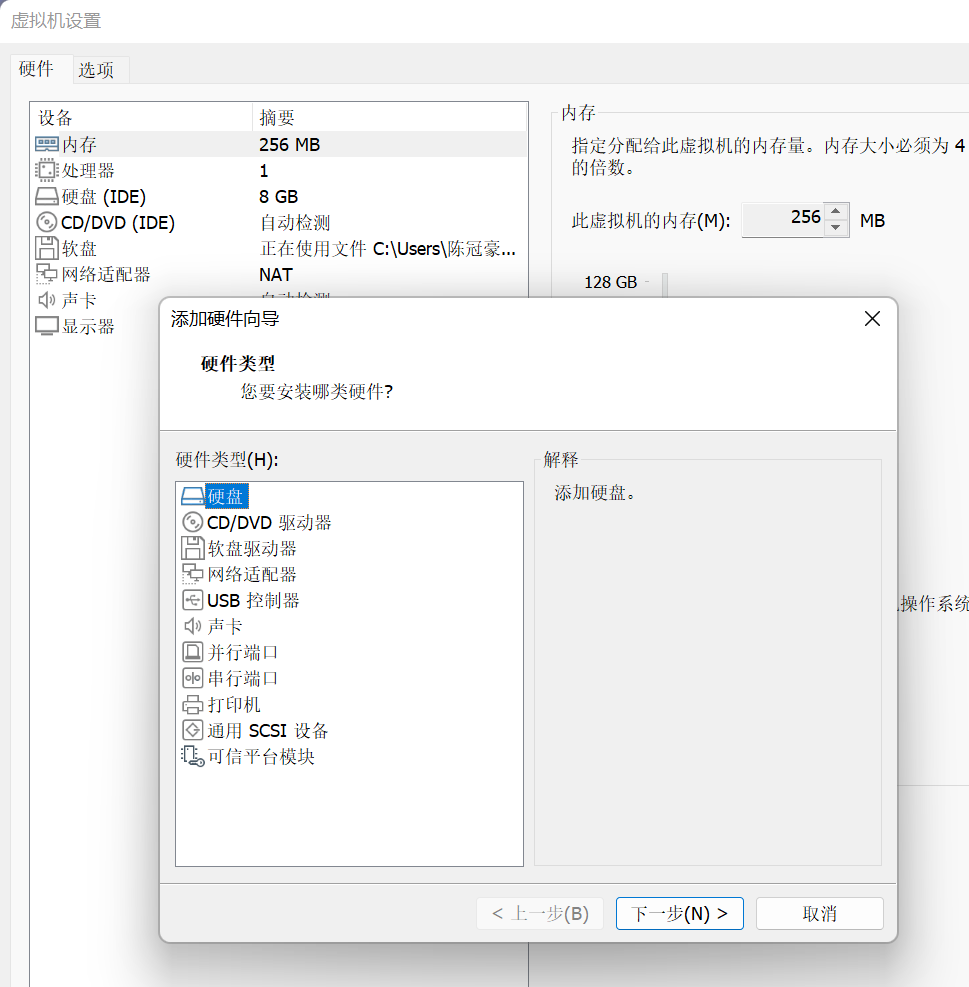 虚拟机设置
硬件 选项
设备 摘要
内存 256 MB
处理器 1
硬盘 (IDE) 8 GB
CD/DVD (IDE) 自动检测
软盘 正在使用文件 C:\Users\陈冠豪...
网络适配器 NAT
声卡 自动检测
显示器
内存
指定分配给此虚拟机的内存量。内存大小必须为 4
的倍数。
此虚拟机的内存(M): 256 MB
128 GB
操作系统
添加硬件向导
硬件类型
您要安装哪类硬件?
硬件类型(H):
硬盘
CD/DVD 驱动器
软盘驱动器
网络适配器
USB 控制器
声卡
并行端口
串行端口
打印机
通用 SCSI 设备
可信平台模块
解释
添加硬盘。
< 上一步(B) 下一步(N) > 取消